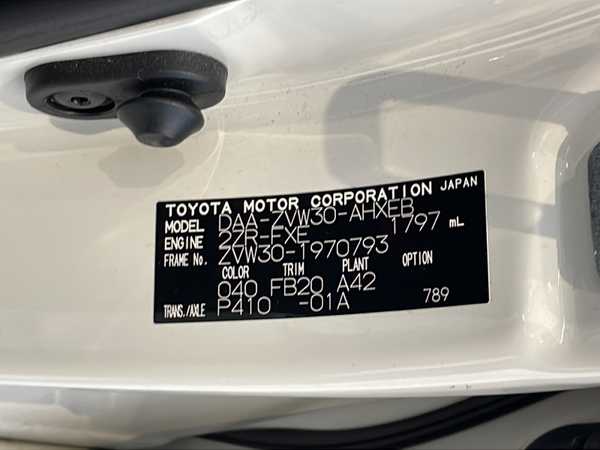 TOYOTA MOTOR CORPORATION JAPAN
MODEL DAA-ZVW30-AHXEB
ENGINE 2ZR-FXE 1797 mL
FRAME No. ZVW30-1970793
COLOR TRIM PLANT OPTION
040 FB20 A42
TRANS./AXLE P410 -01A 789